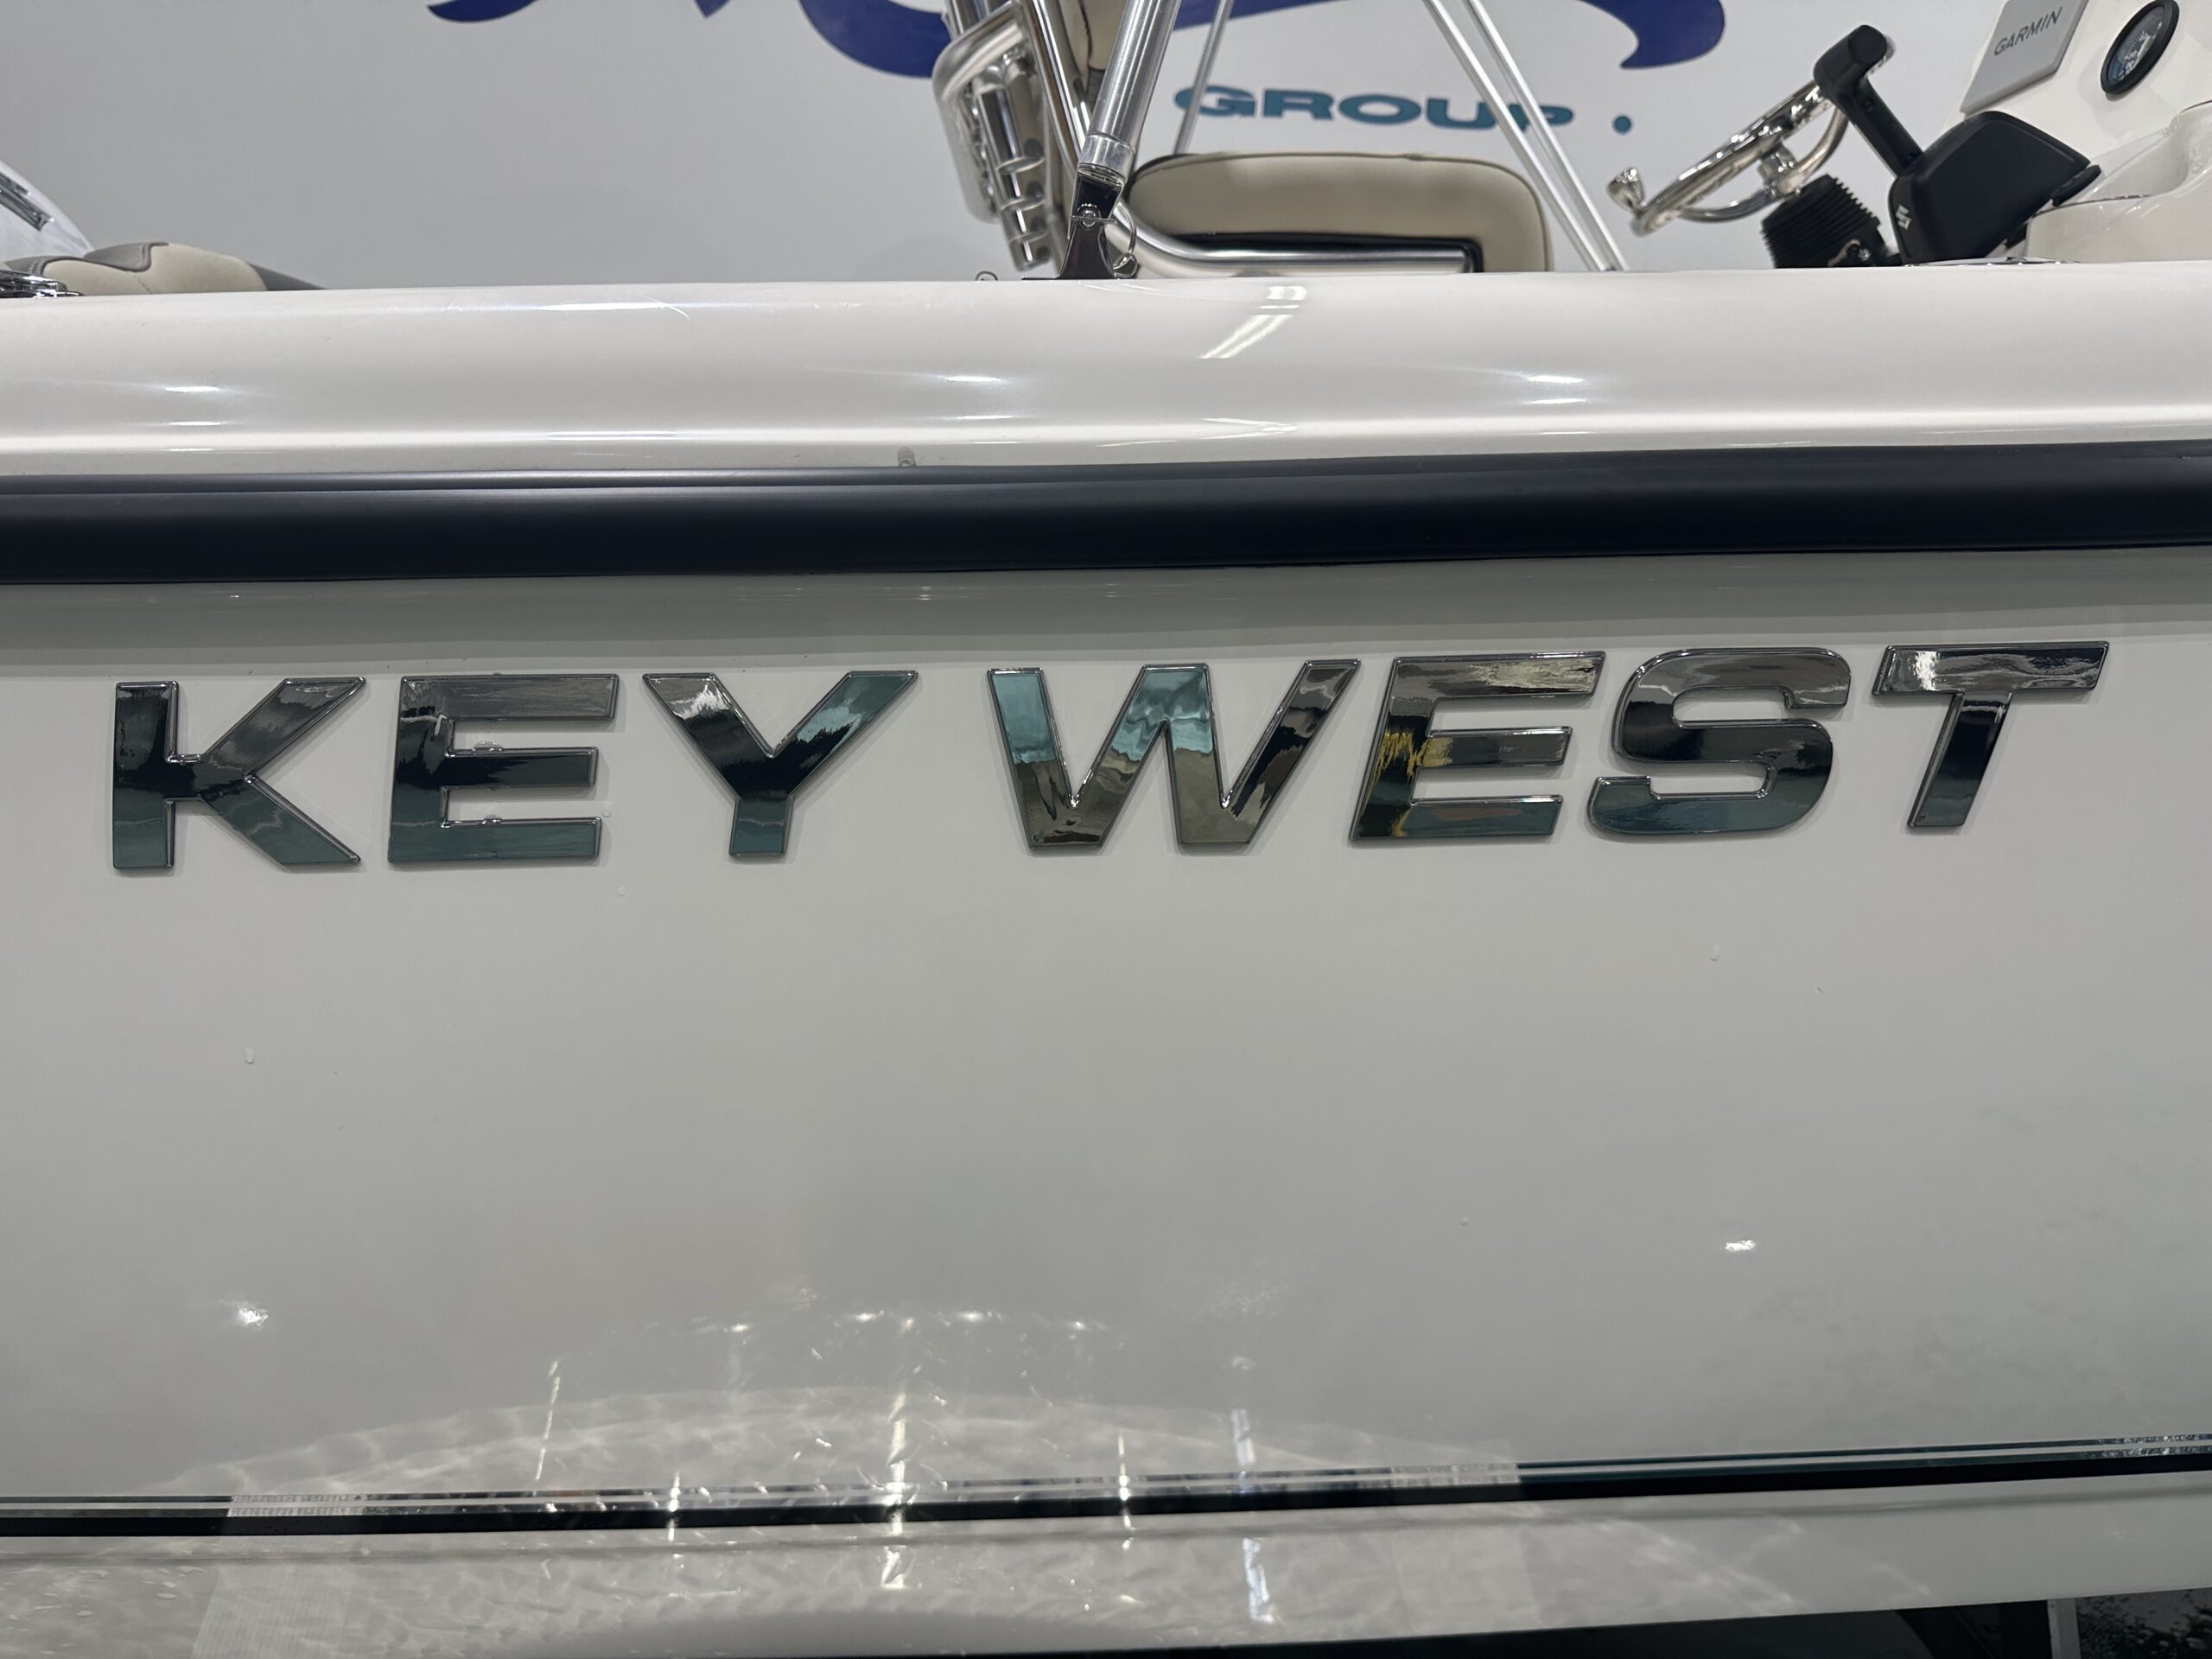 GARMIN
GROUP .
KEY WEST